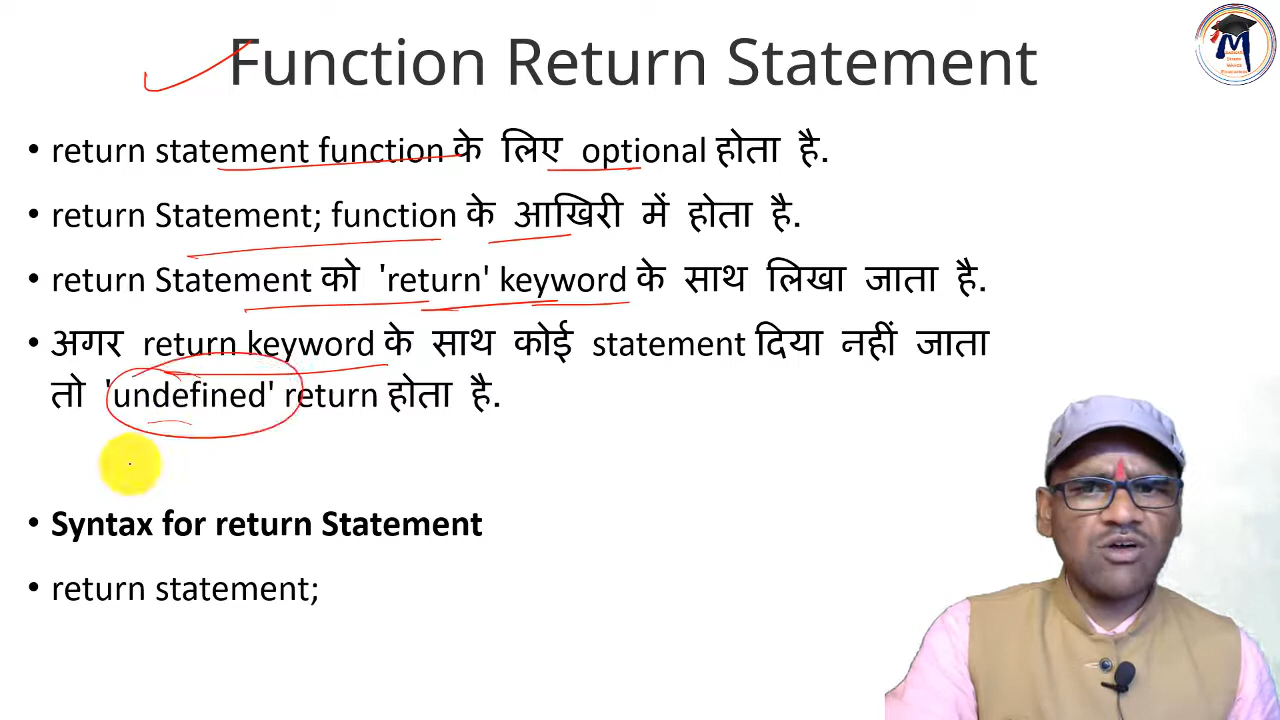 Function Return Statement
• return statement function के लिए optional होता है.
• return Statement; function के आखिरी में होता है.
• return Statement को 'return' keyword के साथ लिखा जाता है.
• अगर return keyword के साथ कोई statement दिया नहीं जाता
तो 'undefined' return होता है.
• Syntax for return Statement
• return statement;